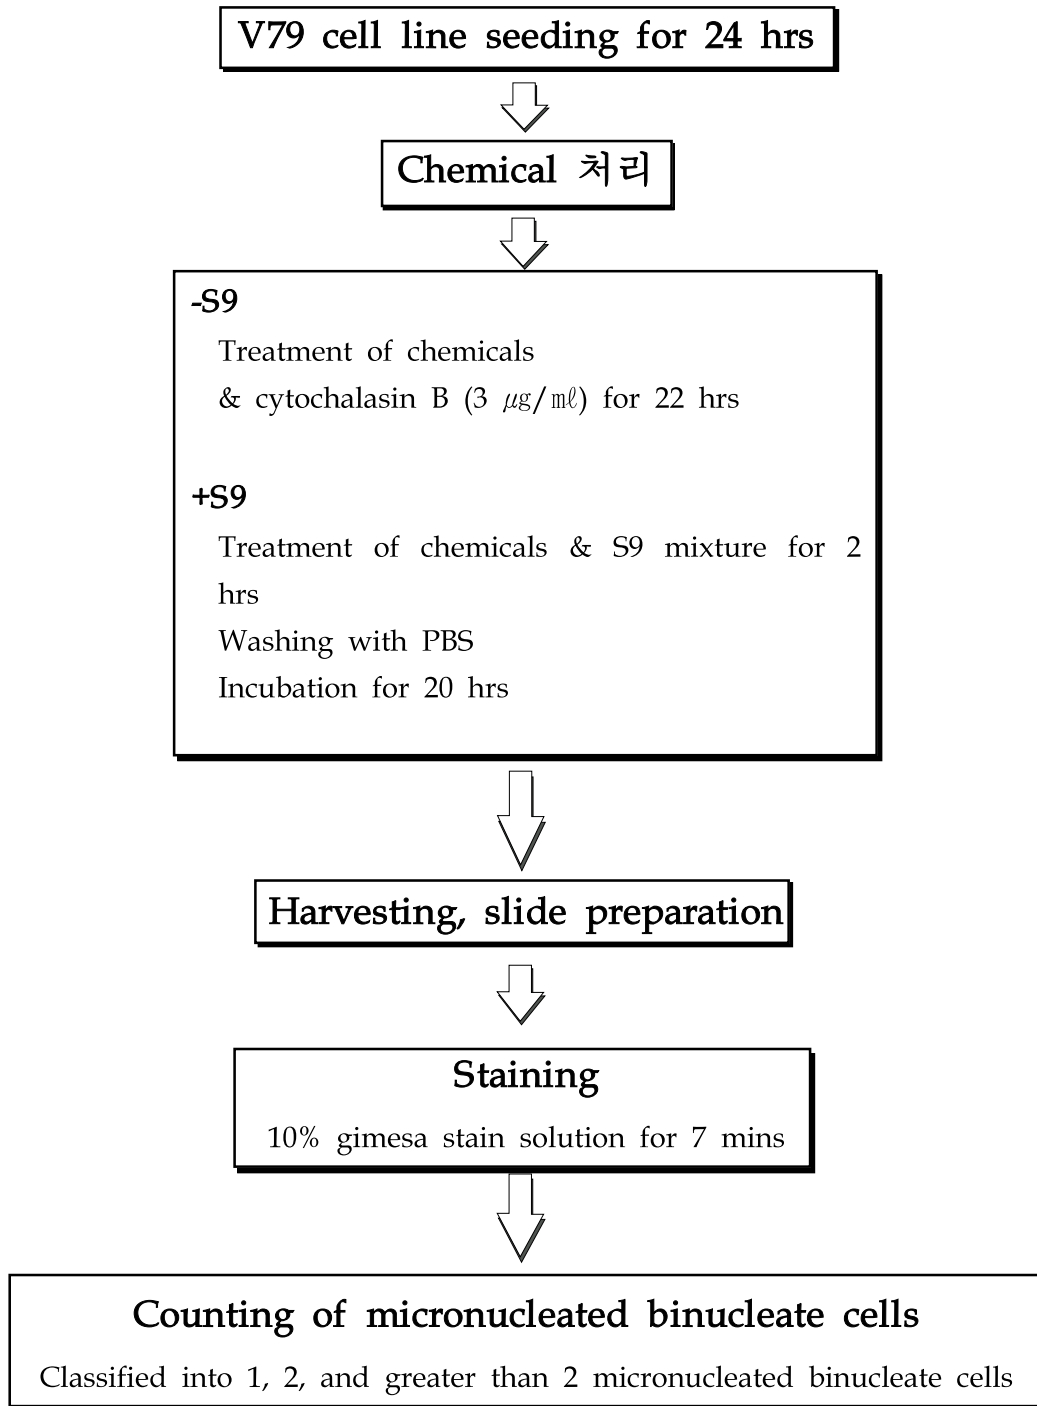 V79 cell line seeding for 24 hrs
Chemical 처리
-S9
Treatment of chemicals
& cytochalasin B (3 ㎍/㎖) for 22 hrs
+S9
Treatment of chemicals & S9 mixture for 2
hrs
Washing with PBS
Incubation for 20 hrs
Harvesting, slide preparation
Staining
10% gimesa stain solution for 7 mins
Counting of micronucleated binucleate cells
Classified into 1, 2, and greater than 2 micronucleated binucleate cells